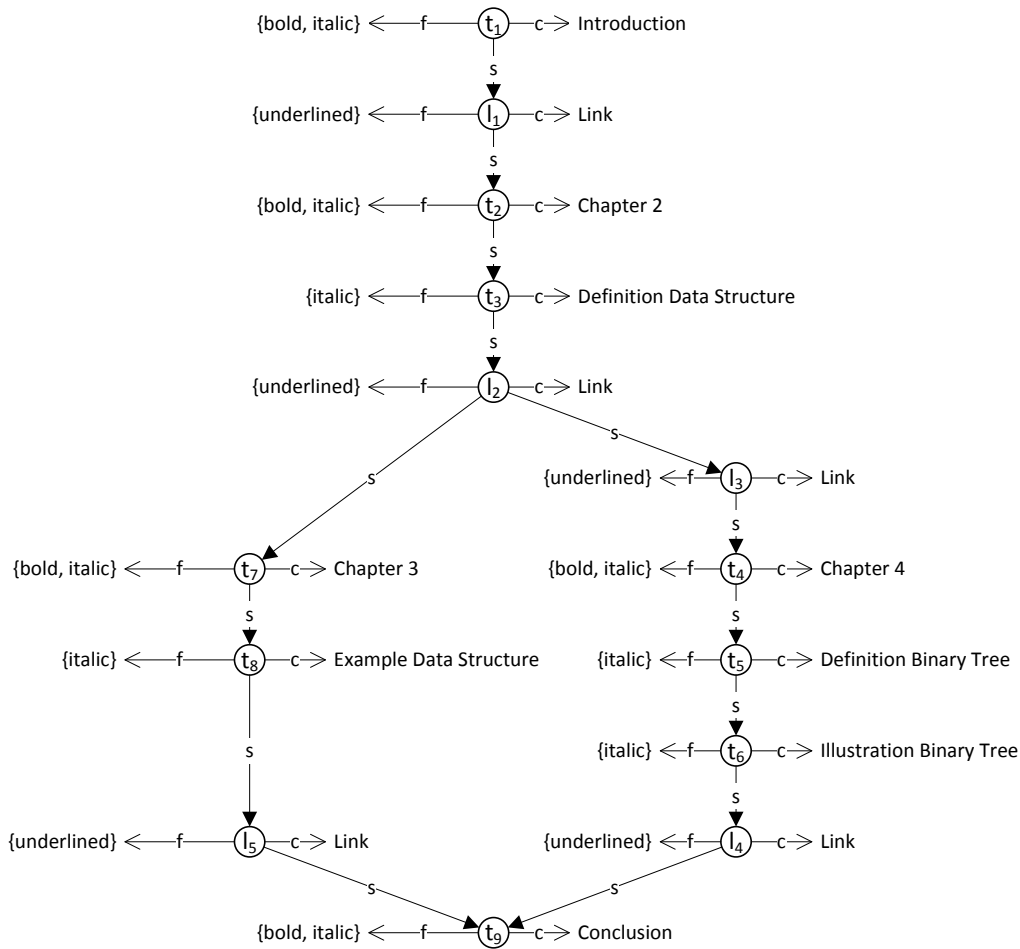 {bold, italic} f t1 c Introduction
s
{underlined} f l1 c Link
s
{bold, italic} f t2 c Chapter 2
s
{italic} f t3 c Definition Data Structure
s
{underlined} f l2 c Link
s
s
{underlined} f l3 c Link
s
{bold, italic} f t7 c Chapter 3
{bold, italic} f t4 c Chapter 4
s
s
{italic} f t8 c Example Data Structure
{italic} f t5 c Definition Binary Tree
s
s
{italic} f t6 c Illustration Binary Tree
s
{underlined} f l5 c Link
{underlined} f l4 c Link
s
s
{bold, italic} f t9 c Conclusion